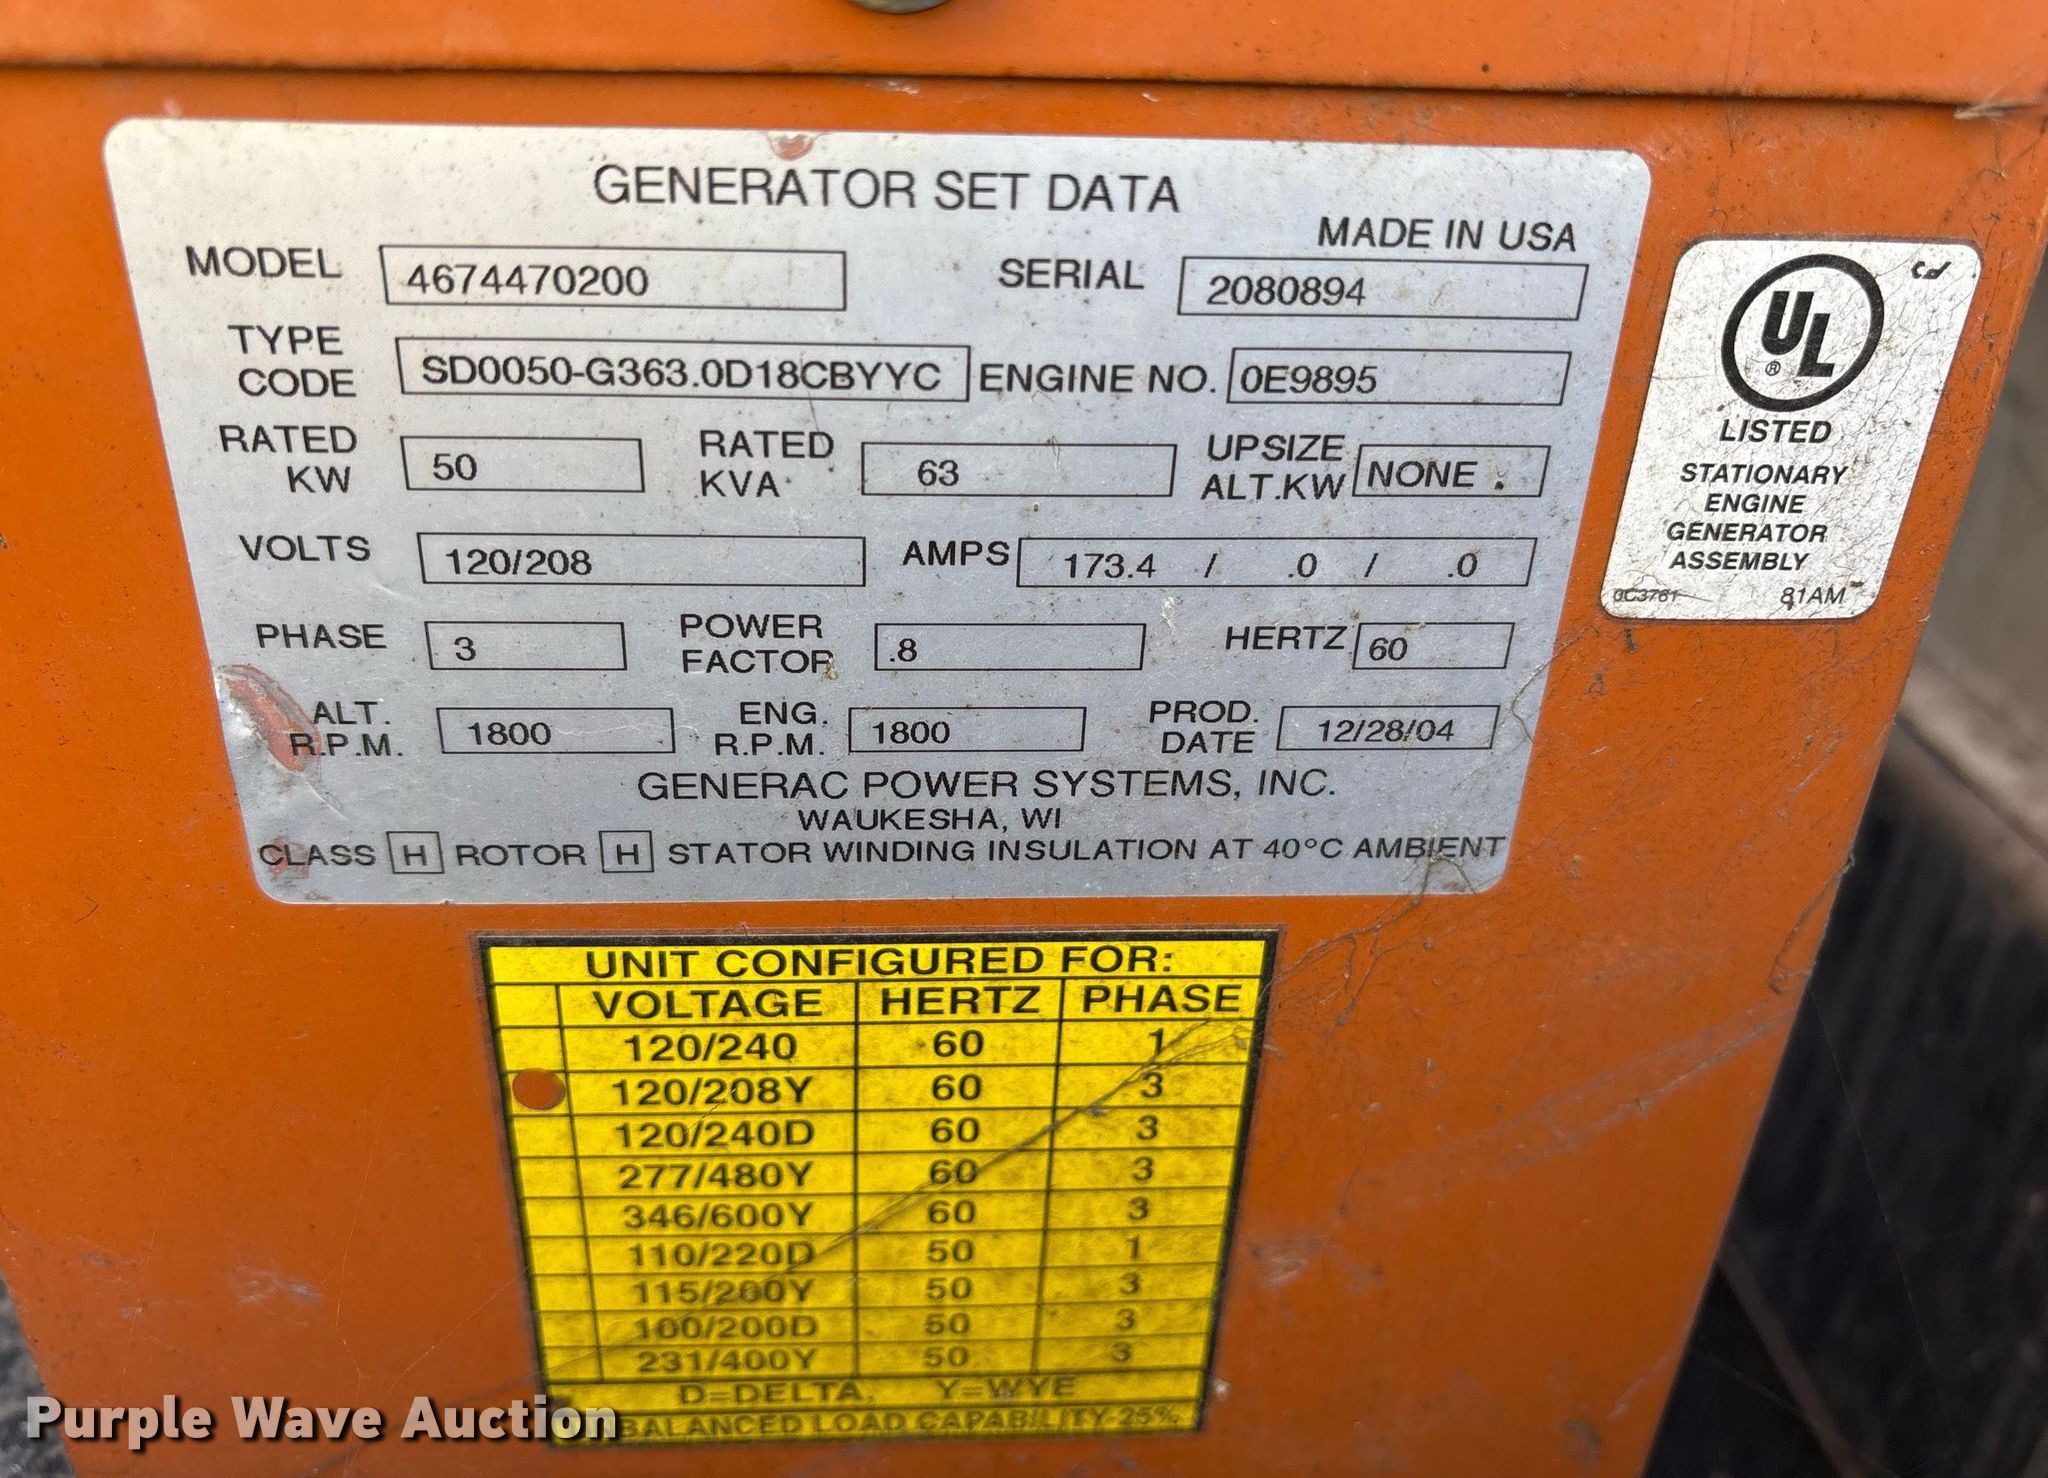 GENERATOR SET DATA
MADE IN USA
MODEL 4674470200 SERIAL 2080894
TYPE CODE SD0050-G363.0D18CBYYC ENGINE NO. 0E9895
RATED KW 50 RATED KVA 63 UPSIZE ALT.KW NONE
VOLTS 120/208 AMPS 173.4 / .0 / .0
PHASE 3 POWER FACTOR .8 HERTZ 60
ALT. R.P.M. 1800 ENG. R.P.M. 1800 PROD. DATE 12/28/04
GENERAC POWER SYSTEMS, INC.
WAUKESHA, WI
CLASS H ROTOR H STATOR WINDING INSULATION AT 40°C AMBIENT
UL ®
LISTED
STATIONARY
ENGINE
GENERATOR
ASSEMBLY
0C3761 81AM
UNIT CONFIGURED FOR:
VOLTAGE HERTZ PHASE
120/240 60 1
120/208Y 60 3
120/240D 60 3
277/480Y 60 3
346/600Y 60 3
110/220D 50 1
115/200Y 50 3
100/200D 50 3
231/400Y 50 3
D=DELTA, Y=WYE
LOAD CAPABILITY-25%
Purple Wave Auction